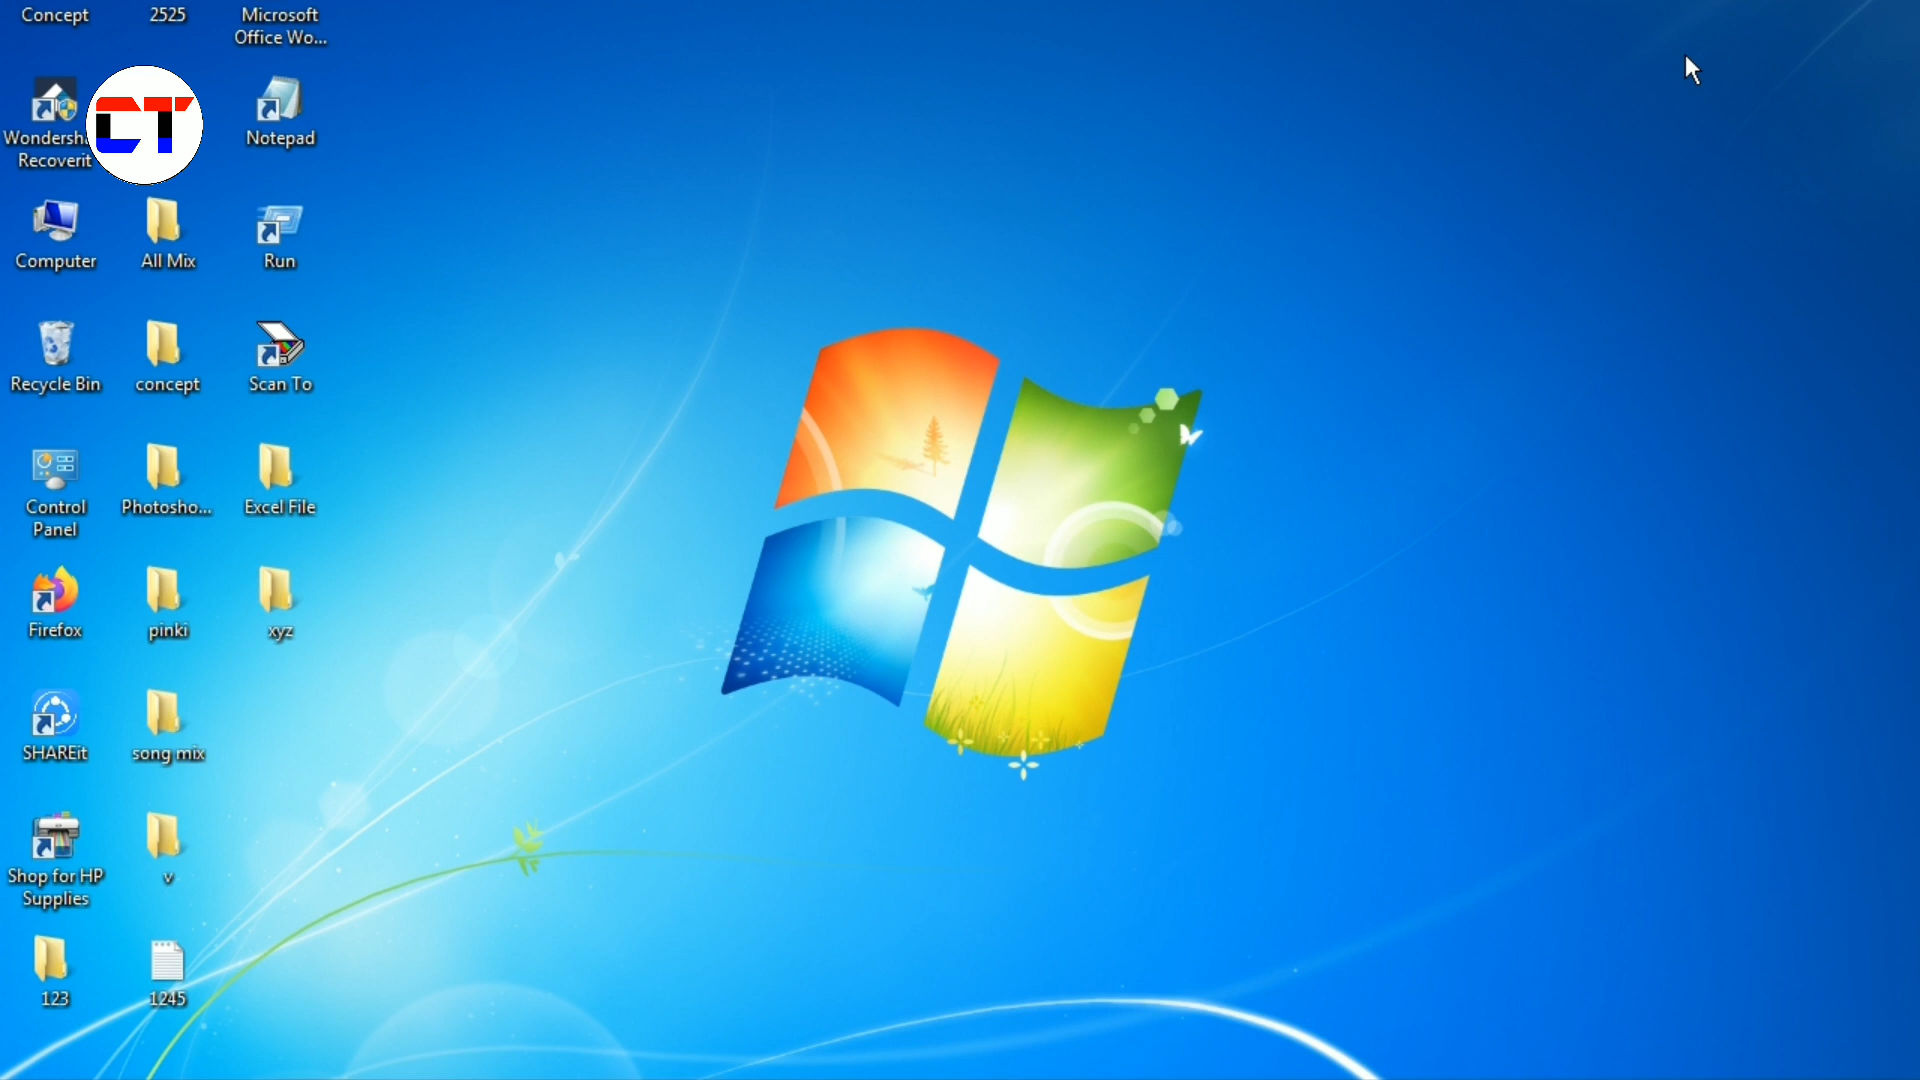 Concept
2525
Microsoft
Office Wo...
Wondersh
Recoverit
CT
Notepad
Computer
All Mix
Run
Recycle Bin
concept
Scan To
Control
Panel
Photosho...
Excel File
Firefox
pinki
xyz
SHAREit
song mix
Shop for HP
Supplies
v
123
1245